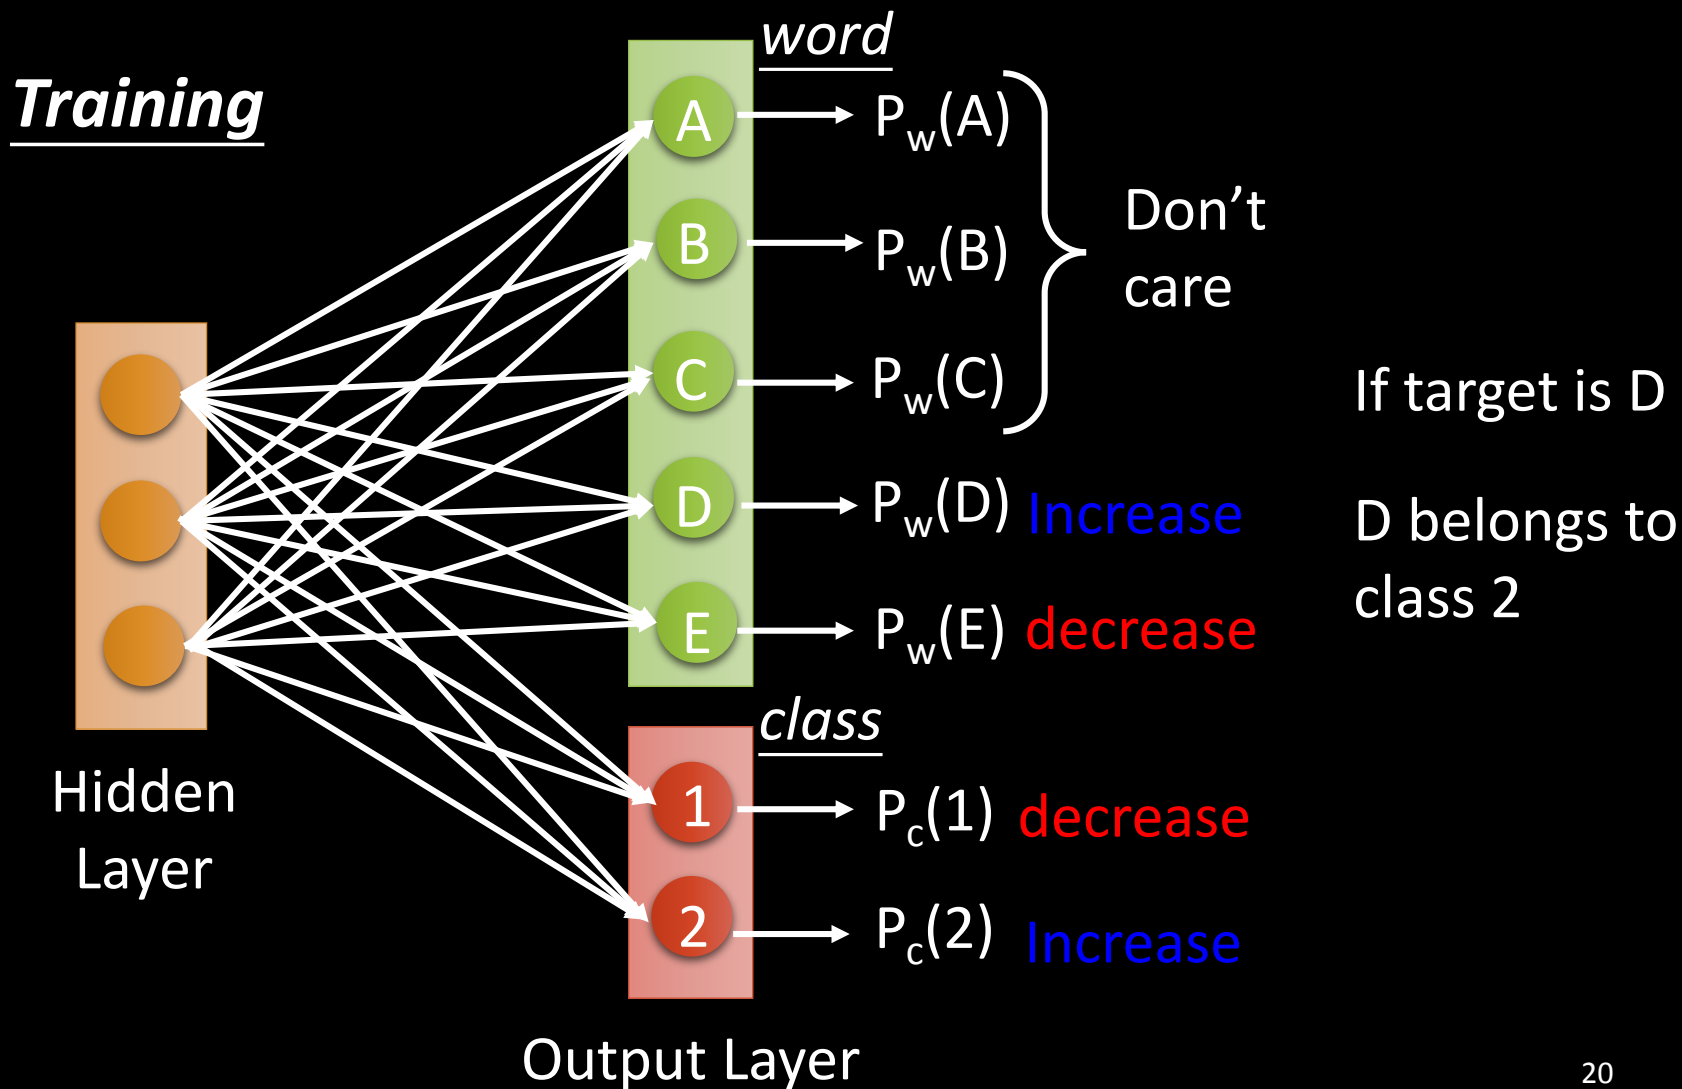 Training
word
A
P_w(A)
B
P_w(B)
C
P_w(C)
Don’t
care
D
P_w(D) Increase
E
P_w(E) decrease
If target is D
D belongs to
class 2
class
1
P_c(1) decrease
2
P_c(2) Increase
Hidden
Layer
Output Layer
20